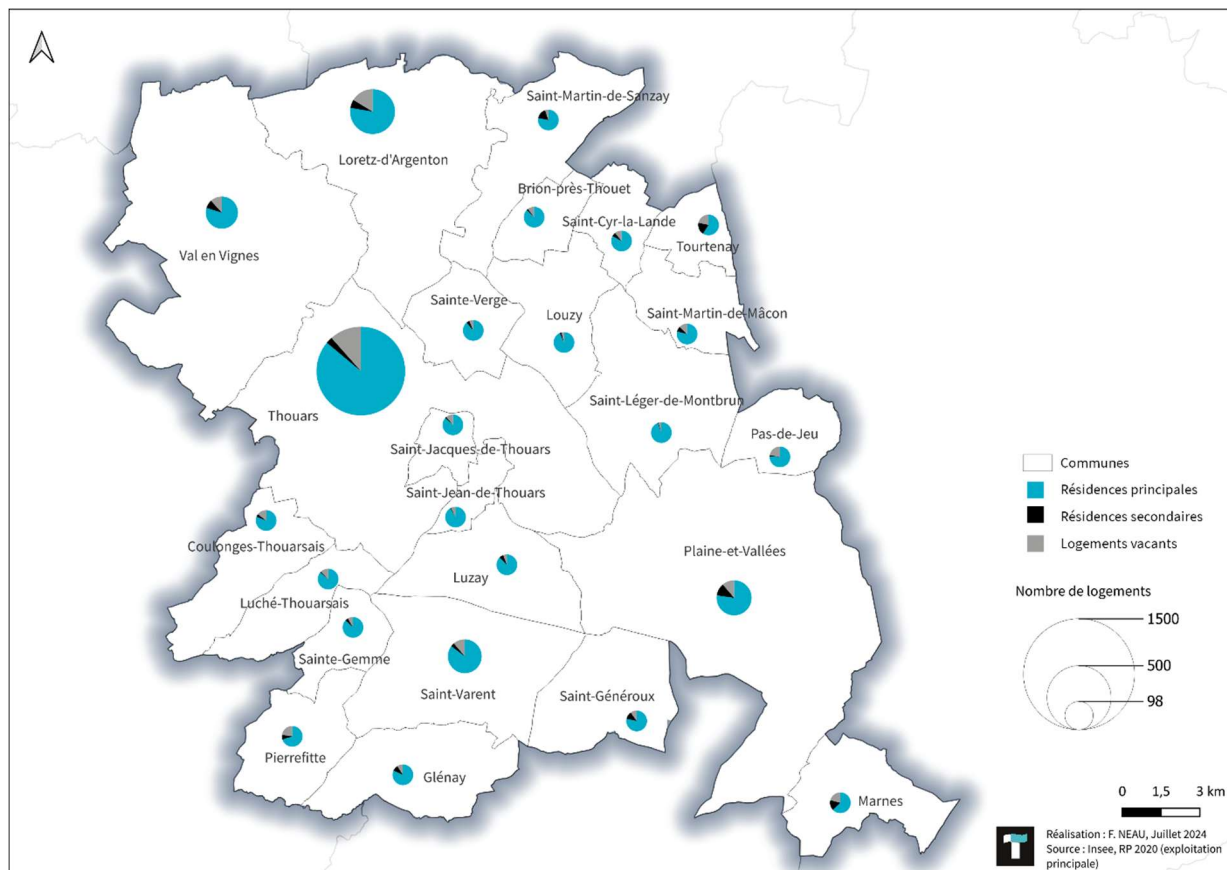 Saint-Martin-de-Sanzay
Loretz-d'Argenton
Brion-près-Thouet
Saint-Cyr-la-Lande
Tourtenay
Val en Vignes
Sainte-Verge
Louzy
Saint-Martin-de-Mâcon
Thouars
Saint-Léger-de-Montbrun
Pas-de-Jeu
Saint-Jacques-de-Thouars
Saint-Jean-de-Thouars
Coulonges-Thouarsais
Plaine-et-Vallées
Luzay
Luché-Thouarsais
Sainte-Gemme
Saint-Varent
Saint-Généroux
Pierrefitte
Glénay
Marnes
Communes
Résidences principales
Résidences secondaires
Logements vacants
Nombre de logements
1500
500
98
0 1,5 3 km
Réalisation : F. NEAU, Juillet 2024
Source : Insee, RP 2020 (exploitation
principale)